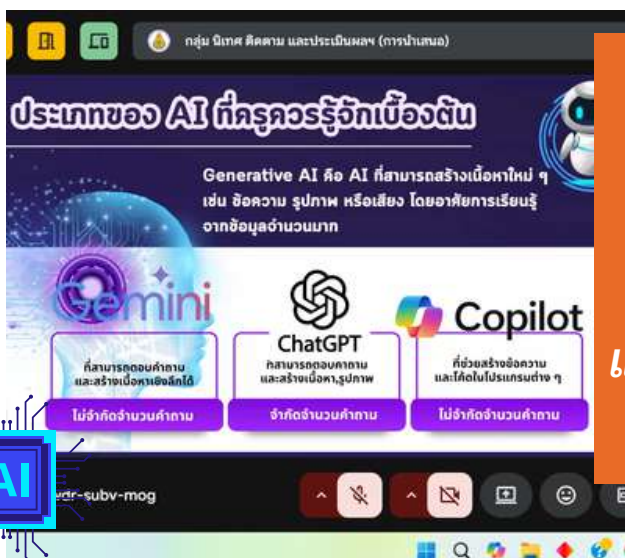 กลุ่ม นิเทศ ติดตาม และประเมินผลฯ (การนำเสนอ)
ประเภทของ AI ที่ครูควรรู้จักเบื้องต้น
Generative AI คือ AI ที่สามารถสร้างเนื้อหาใหม่ ๆ
เช่น ข้อความ รูปภาพ หรือเสียง โดยอาศัยการเรียนรู้
จากข้อมูลจำนวนมาก
Gemini
ที่สามารถตอบคำถาม
และสร้างเนื้อหาเชิงลึกได้
ไม่จำกัดจำนวนคำถาม
ChatGPT
ที่สามารถตอบคำถาม
และสร้างเนื้อหา,รูปภาพ
จำกัดจำนวนคำถาม
Copilot
ที่ช่วยสร้างข้อความ
และโค้ดในโปรแกรมต่าง ๆ
ไม่จำกัดจำนวนคำถาม
AI
-subv-mog